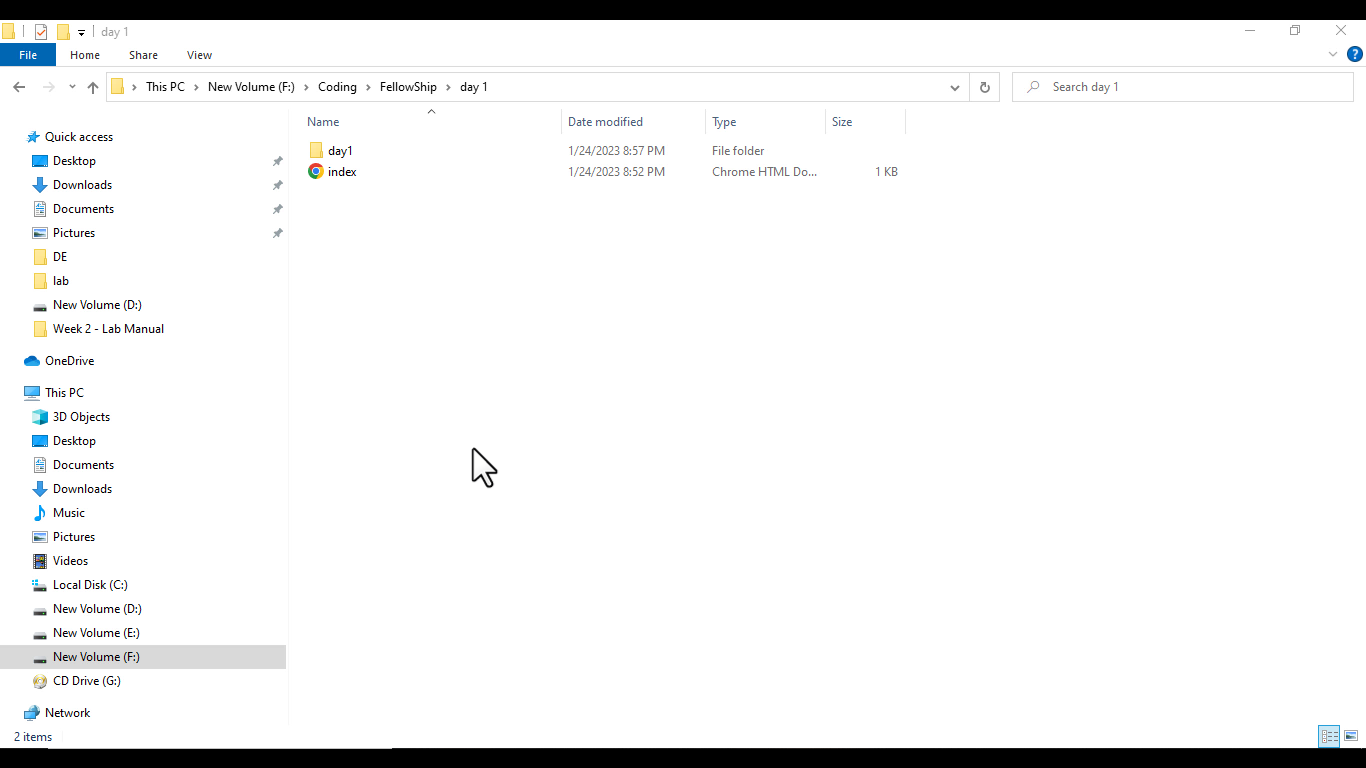 day 1
File Home Share View
This PC New Volume (F:) Coding FellowShip day 1 Search day 1
Name Date modified Type Size
day1 1/24/2023 8:57 PM File folder
index 1/24/2023 8:52 PM Chrome HTML Do... 1 KB
Quick access
Desktop
Downloads
Documents
Pictures
DE
lab
New Volume (D:)
Week 2 - Lab Manual
OneDrive
This PC
3D Objects
Desktop
Documents
Downloads
Music
Pictures
Videos
Local Disk (C:)
New Volume (D:)
New Volume (E:)
New Volume (F:)
CD Drive (G:)
Network
2 items